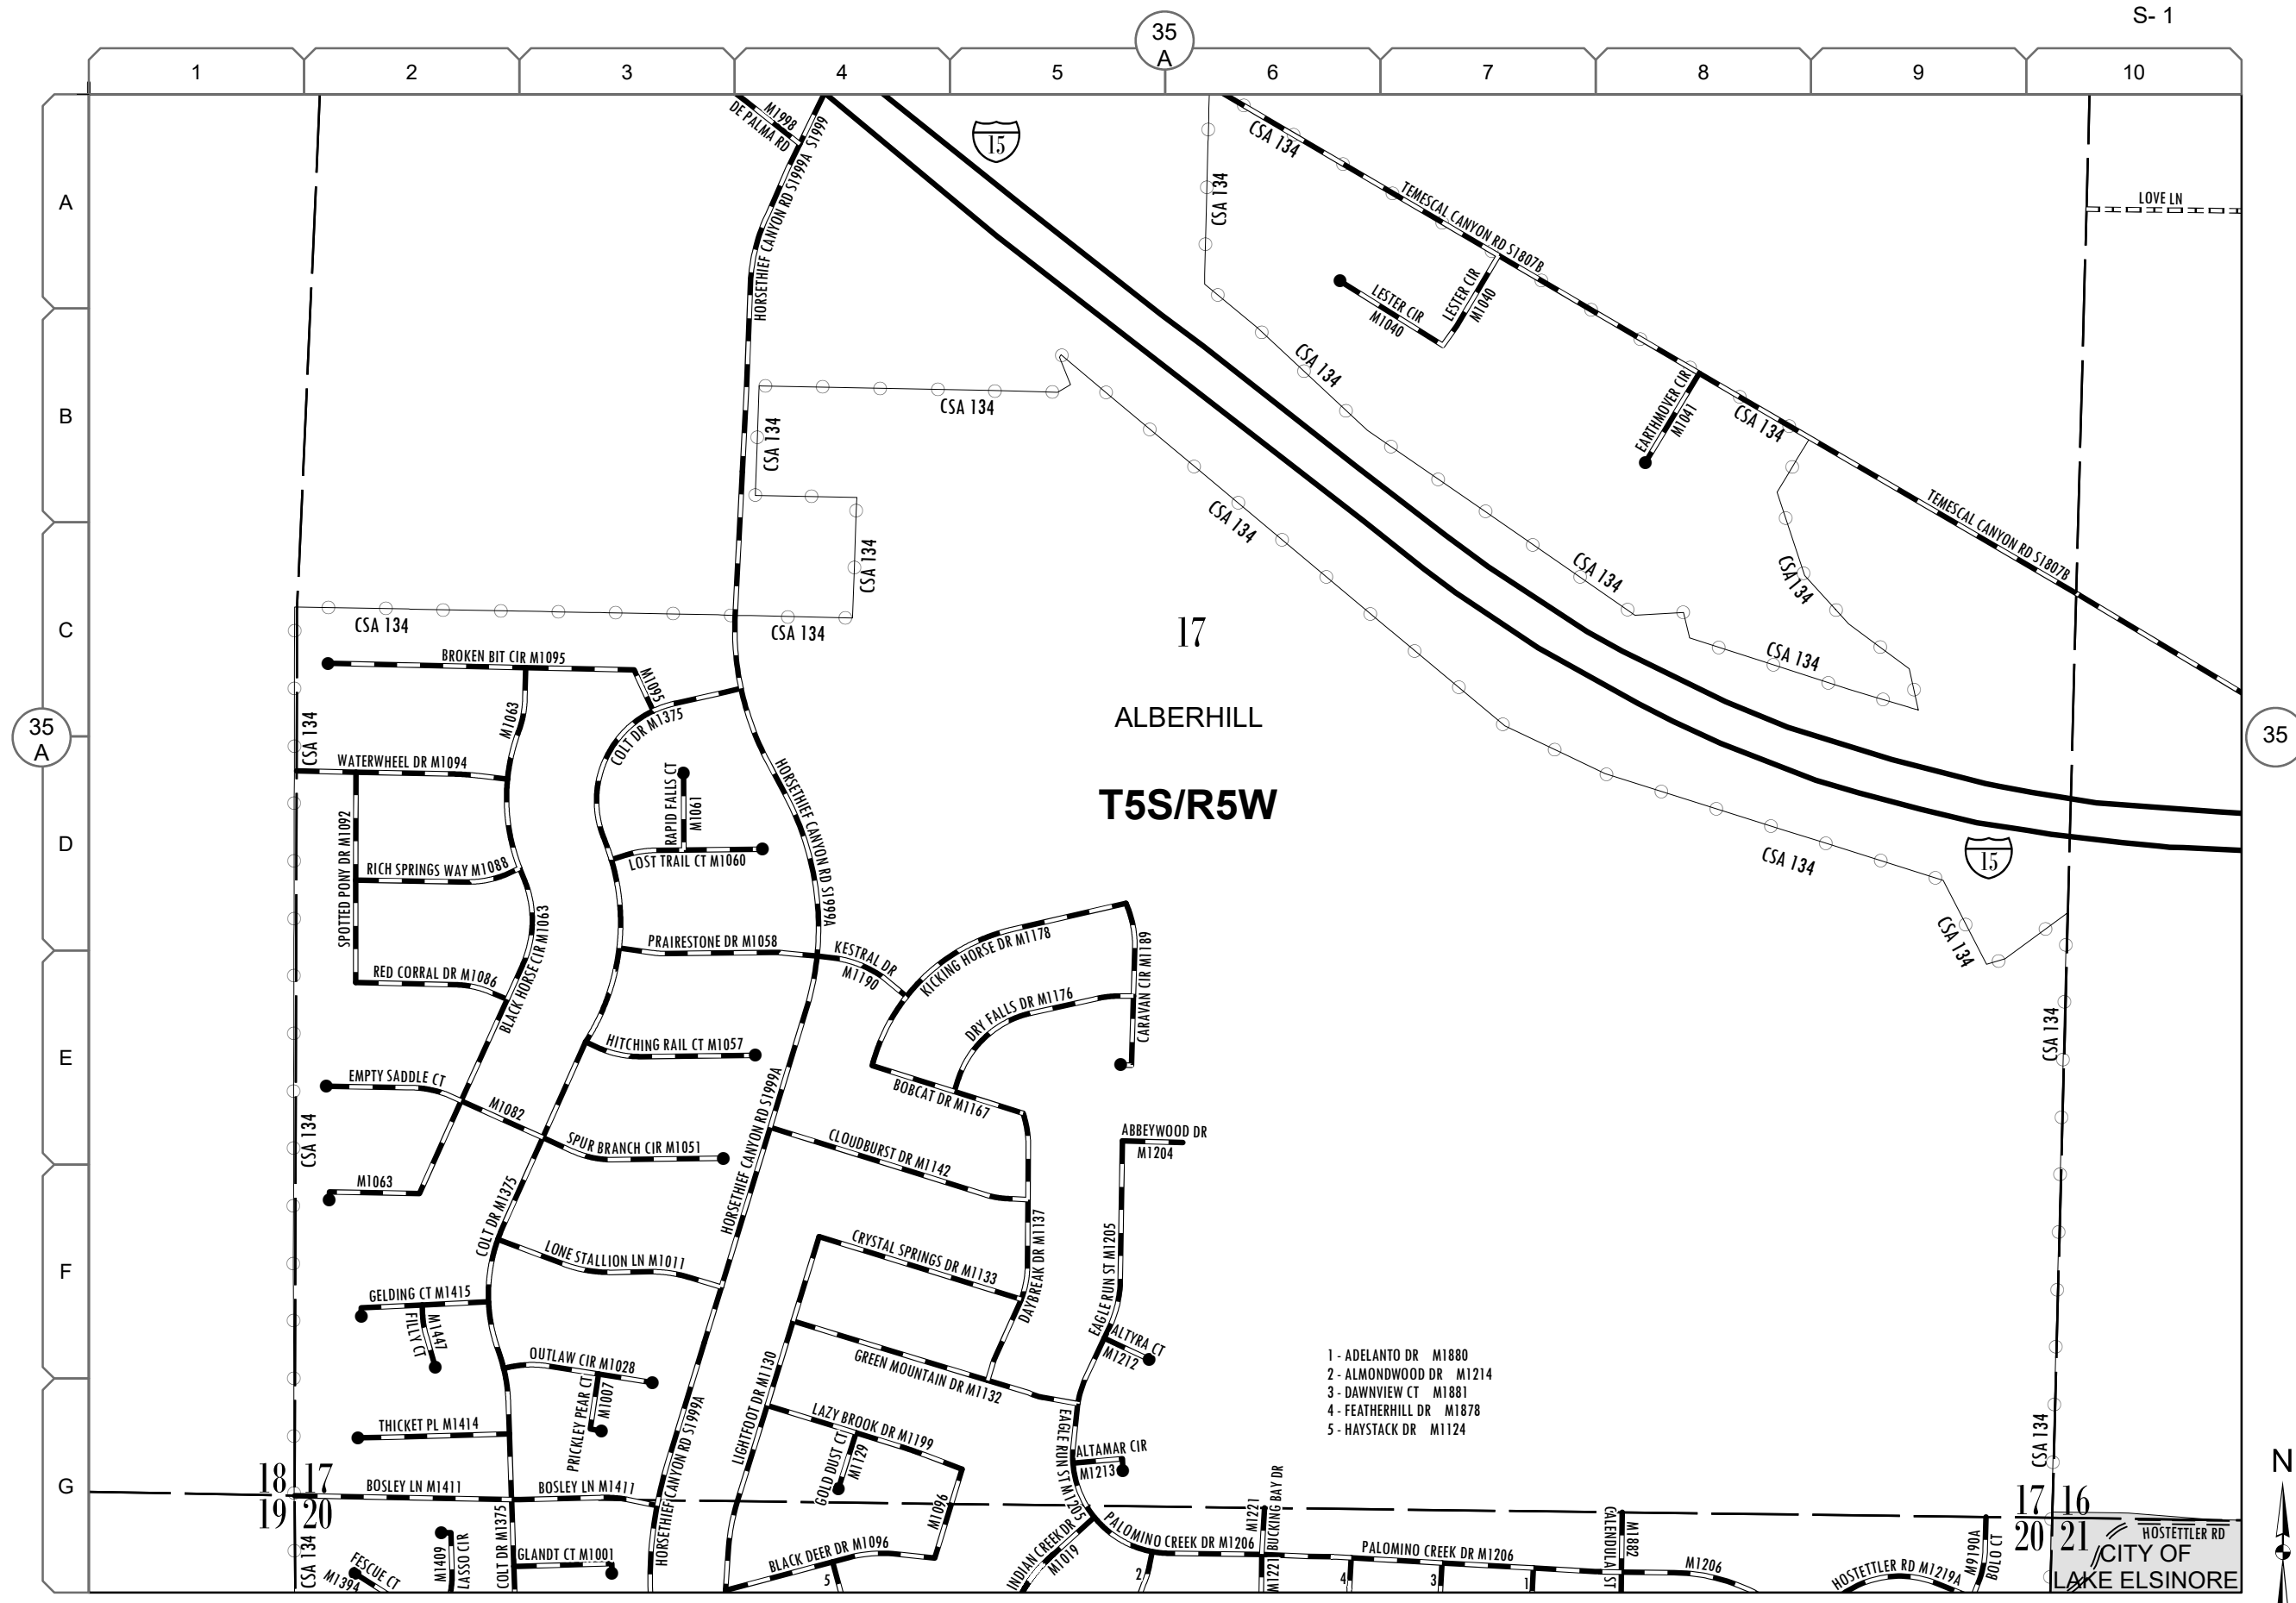 S- 1
35
A
1
2
3
4
5
6
7
8
9
10
A
B
C
D
E
F
G
35
A
35
M1998
DE PALMA RD
HORSETHIEF CANYON RD S1999A
S1999
15
CSA 134
CSA 134
TEMESCAL CANYON RD S1807B
LOVE LN
LESTER CIR
M1040
LESTER CIR
M1040
CSA 134
CSA 134
CSA 134
EARTHMOVER CIR
M1041
CSA 134
CSA 134
TEMESCAL CANYON RD S1807B
CSA 134
CSA 134
CSA 134
CSA 134
CSA 134
17
CSA 134
ALBERHILL
T5S/R5W
BROKEN BIT CIR M1095
M1095
M1063
COLT DR M1375
CSA 134
WATERWHEEL DR M1094
RAPID FALLS CT
M1061
HORSETHIEF CANYON RD S1999A
SPOTTED PONY DR M1092
RICH SPRINGS WAY M1088
LOST TRAIL CT M1060
CSA 134
15
CSA 134
BLACK HORSE CIR M1063
PRAIRESTONE DR M1058
KESTRAL DR
M1190
KICKING HORSE DR M1178
CARAVAN CIR M1189
RED CORRAL DR M1086
DRY FALLS DR M1176
HITCHING RAIL CT M1057
CSA 134
EMPTY SADDLE CT
M1082
BOBCAT DR M1167
HORSETHIEF CANYON RD S1999A
CSA 134
SPUR BRANCH CIR M1051
CLOUDBURST DR M1142
ABBEYWOOD DR
M1204
M1063
COLT DR M1375
LONE STALLION LN M1011
CRYSTAL SPRINGS DR M1133
DAYBREAK DR M1137
EAGLE RUN ST M1205
GELDING CT M1415
FILLY CT
M1447
OUTLAW CIR M1028
PRICKLEY PEAR CT
M1007
GREEN MOUNTAIN DR M1132
ALTYRA CT
M1212
1 - ADELANTO DR M1880
2 - ALMONDWOOD DR M1214
3 - DAWNVIEW CT M1881
4 - FEATHERHILL DR M1878
5 - HAYSTACK DR M1124
LIGHTFOOT DR M1130
THICKET PL M1414
HORSETHIEF CANYON RD S1999A
LAZY BROOK DR M1199
GOLD DUST CT
M1129
EAGLE RUN ST M1205
ALTAMAR CIR
M1213
CSA 134
18
17
19
20
BOSLEY LN M1411
BOSLEY LN M1411
M1096
M1221
BUCKING BAY DR
M1221
17
16
20
21
N
CSA 134
FESCUE CT
M1394
M1409
LASSO CIR
COLT DR M1375
GLANDT CT M1001
HORSETHIEF CANYON RD S1999A
BLACK DEER DR M1096
5
INDIAN CREEK DR
M1019
PALOMINO CREEK DR M1206
2
PALOMINO CREEK DR M1206
4
3
1
CALENDULA ST
M1882
M1206
HOSTETTLER RD M1219A
M9190A
BOLO CT
HOSTETTLER RD
CITY OF
LAKE ELSINORE